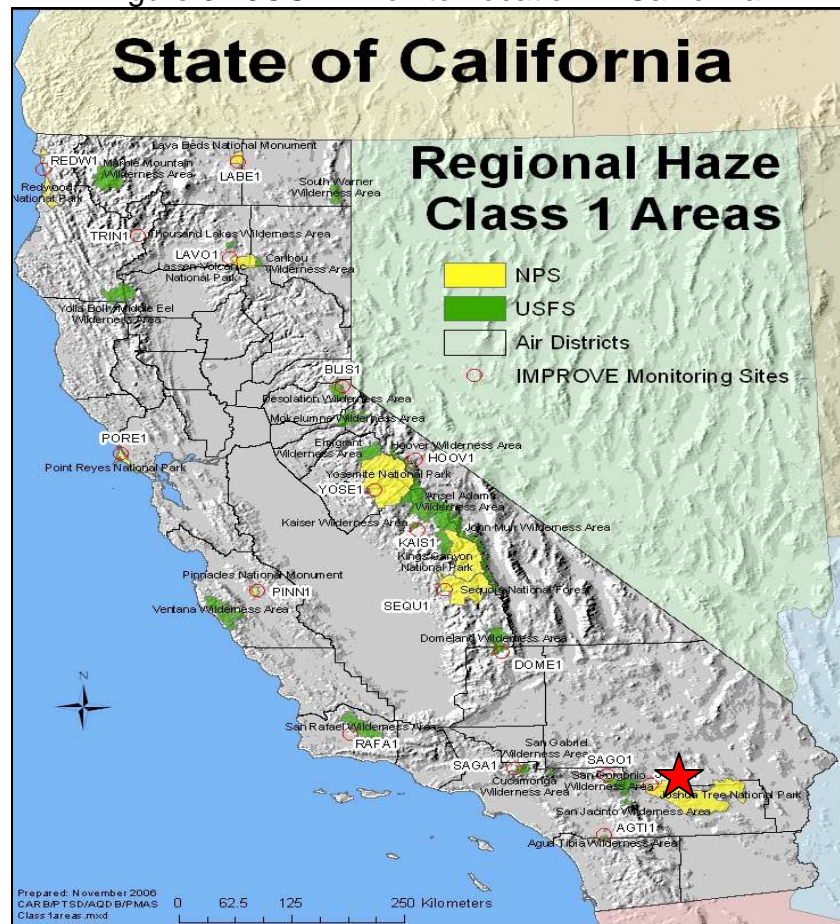 State of California
Regional Haze
Class 1 Areas
NPS
USFS
Air Districts
IMPROVE Monitoring Sites
Lava Beds National Monument
REDW1
Marble Mountain
Wilderness Area
LABE1
Redwood
National Park
South Warner
Wilderness Area
TRIN1
Thousand Lakes Wilderness Area
LAVO1
Lassen Volcanic
National Park
Caribou
Wilderness Area
Yolla Bolly Middle Eel
Wilderness Area
BLIS1
Desolation Wilderness Area
Mokelumne Wilderness Area
PORE1
Point Reyes National Park
Emigrant
Wilderness Area
Hoover Wilderness Area
HOOV1
Yosemite National Park
YOSE1
Ansel Adams
Wilderness Area
Kaiser Wilderness Area
John Muir Wilderness Area
KAIS1
Kings Canyon
National Park
Pinnacles National Monument
PINN1
SEQU1
Sequoia National Forest
Ventana Wilderness Area
Domeland Wilderness Area
DOME1
N
San Rafael Wilderness Area
RAFA1
San Gabriel
Wilderness Area
SAGA1
SAGO1
Cucamonga
Wilderness Area
San Gorgonio
Wilderness Area
Joshua Tree National Park
San Jacinto Wilderness Area
AGTI1
Agua Tibia Wilderness Area
Prepared: November 2006
CARB/PTSD/AQDB/PMAS
Class 1areas.mxd
0 62.5 125 250 Kilometers